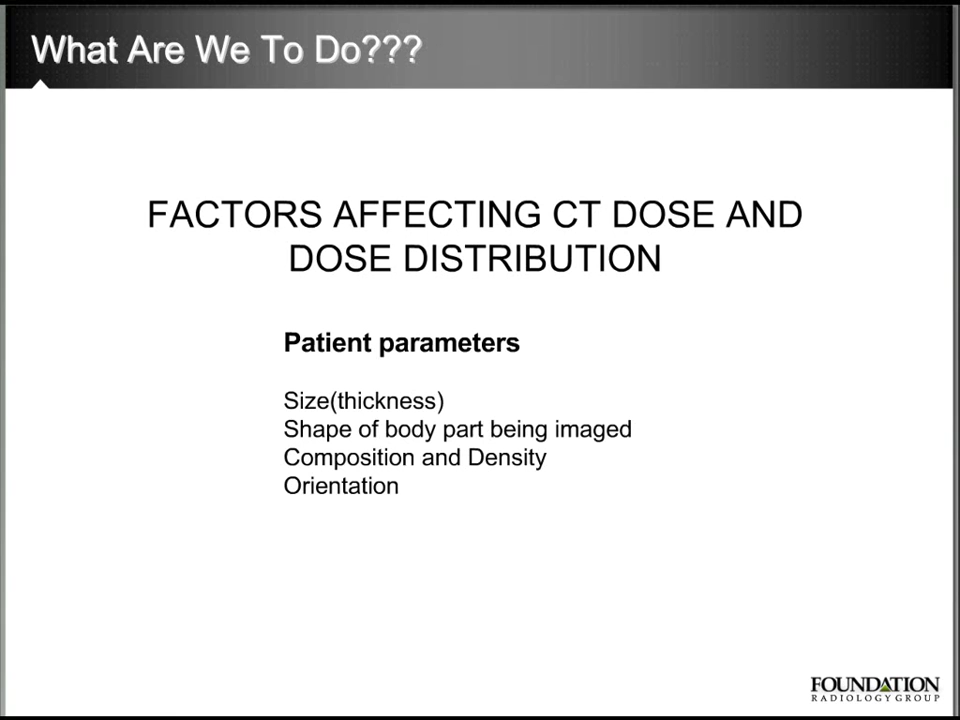 What Are We To Do???
FACTORS AFFECTING CT DOSE AND
DOSE DISTRIBUTION
Patient parameters
Size(thickness)
Shape of body part being imaged
Composition and Density
Orientation
FOUNDATION
RADIOLOGY GROUP